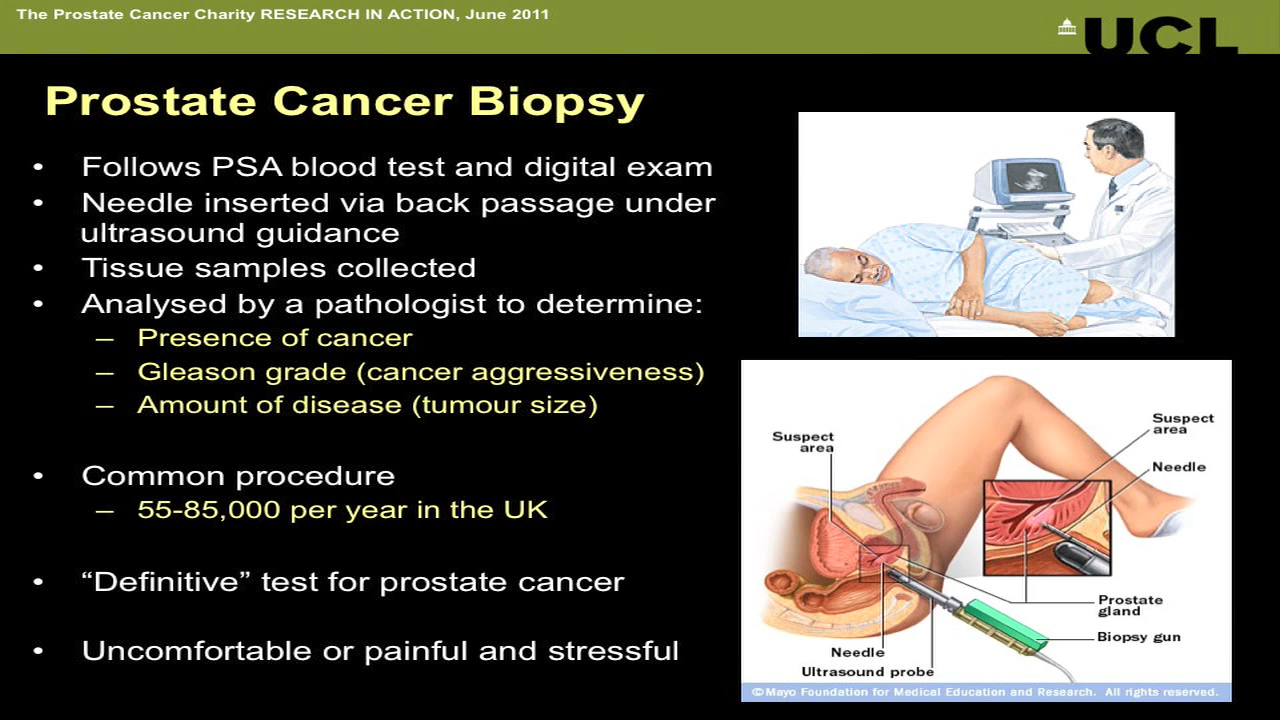 The Prostate Cancer Charity RESEARCH IN ACTION, June 2011
UCL
Prostate Cancer Biopsy
• Follows PSA blood test and digital exam
• Needle inserted via back passage under
ultrasound guidance
• Tissue samples collected
• Analysed by a pathologist to determine:
– Presence of cancer
– Gleason grade (cancer aggressiveness)
– Amount of disease (tumour size)
• Common procedure
– 55-85,000 per year in the UK
• “Definitive” test for prostate cancer
• Uncomfortable or painful and stressful
Suspect
area
Suspect
area
Needle
Prostate
gland
Biopsy gun
Needle
Ultrasound probe
©Mayo Foundation for Medical Education and Research. All rights reserved.